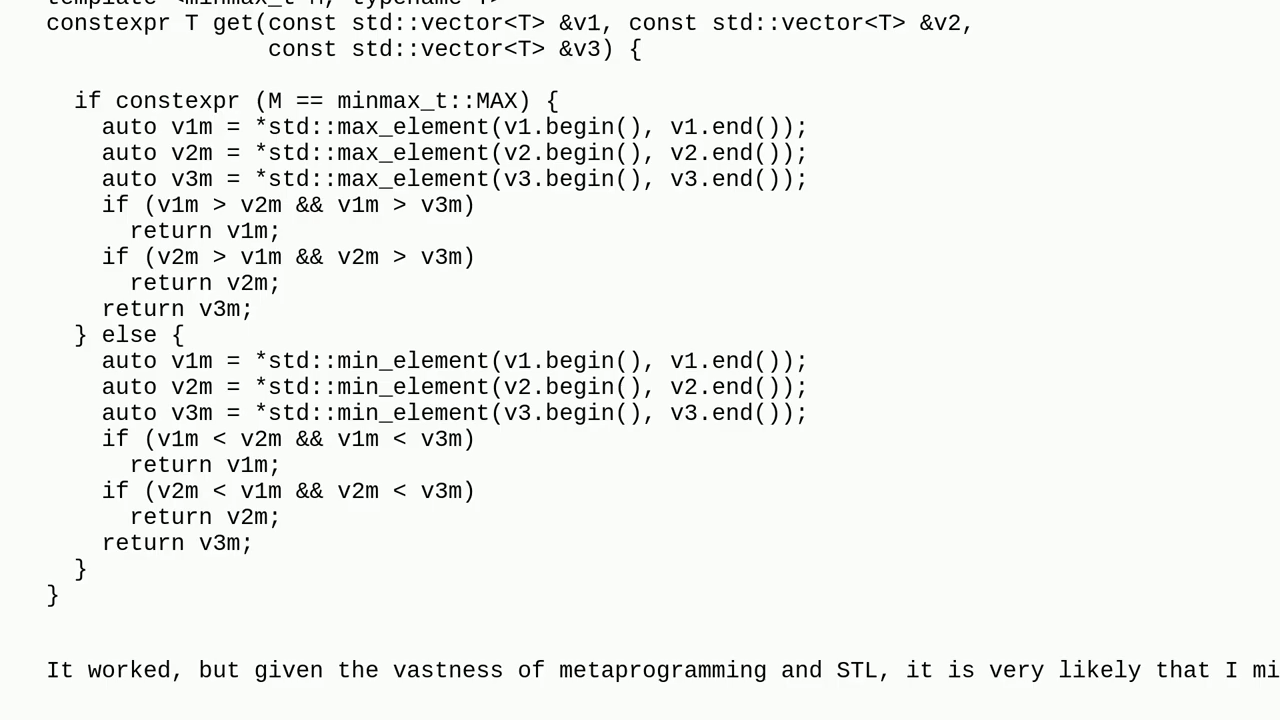 template <minmax_t M, typename T>
constexpr T get(const std::vector<T> &v1, const std::vector<T> &v2,
                const std::vector<T> &v3) {

  if constexpr (M == minmax_t::MAX) {
    auto v1m = *std::max_element(v1.begin(), v1.end());
    auto v2m = *std::max_element(v2.begin(), v2.end());
    auto v3m = *std::max_element(v3.begin(), v3.end());
    if (v1m > v2m && v1m > v3m)
      return v1m;
    if (v2m > v1m && v2m > v3m)
      return v2m;
    return v3m;
  } else {
    auto v1m = *std::min_element(v1.begin(), v1.end());
    auto v2m = *std::min_element(v2.begin(), v2.end());
    auto v3m = *std::min_element(v3.begin(), v3.end());
    if (v1m < v2m && v1m < v3m)
      return v1m;
    if (v2m < v1m && v2m < v3m)
      return v2m;
    return v3m;
  }
}

It worked, but given the vastness of metaprogramming and STL, it is very likely that I mi